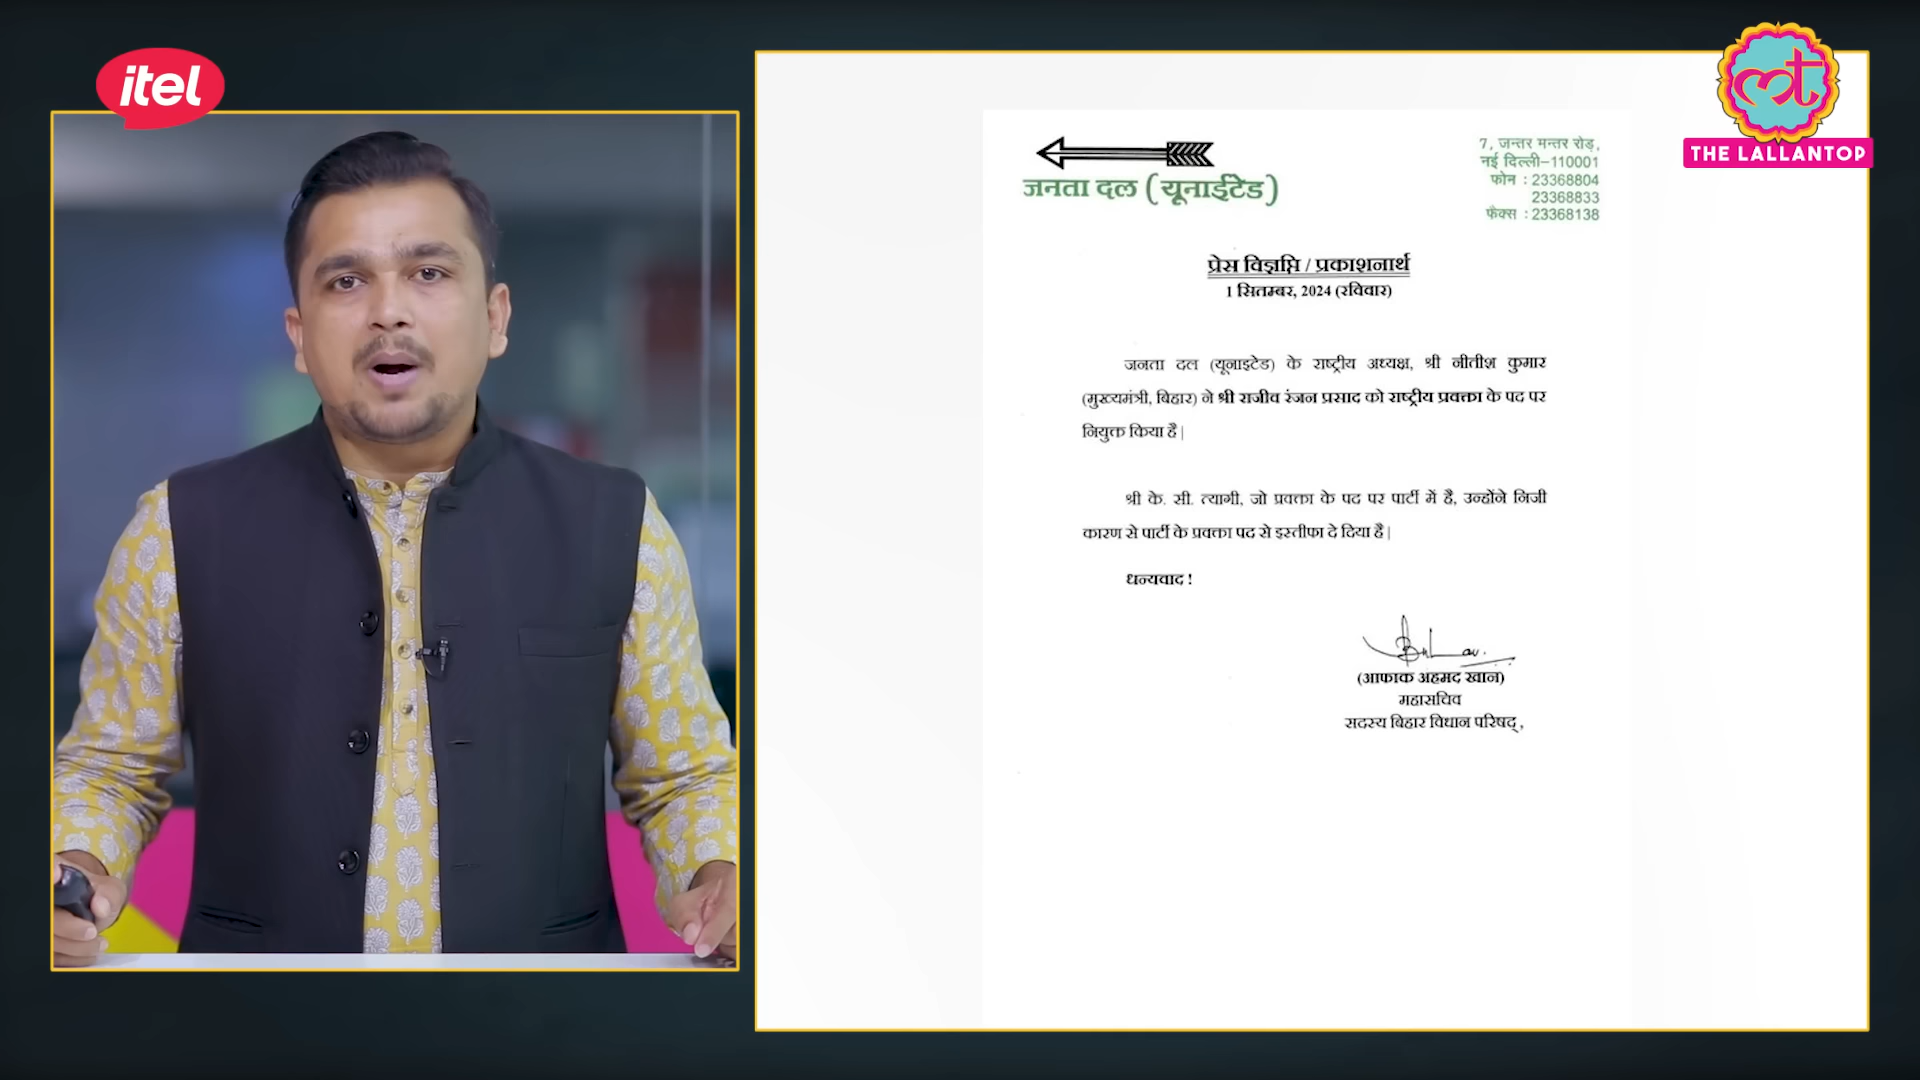 itel
THE LALLANTOP
जनता दल (यूनाईटेड)
7, जन्तर मन्तर रोड़,
नई दिल्ली–110001
फोन : 23368804
23368833
फैक्स : 23368138
प्रेस विज्ञप्ति / प्रकाशनार्थ
1 सितम्बर, 2024 (रविवार)
जनता दल (यूनाइटेड) के राष्ट्रीय अध्यक्ष, श्री नीतीश कुमार
(मुख्यमंत्री, बिहार) ने श्री राजीव रंजन प्रसाद को राष्ट्रीय प्रवक्ता के पद पर
नियुक्त किया है|
श्री के. सी. त्यागी, जो प्रवक्ता के पद पर पार्टी में है, उन्होंने निजी
कारण से पार्टी के प्रवक्ता पद से इस्तीफा दे दिया है|
धन्यवाद !
(आफाक अहमद खान)
महासचिव
सदस्य बिहार विधान परिषद्,